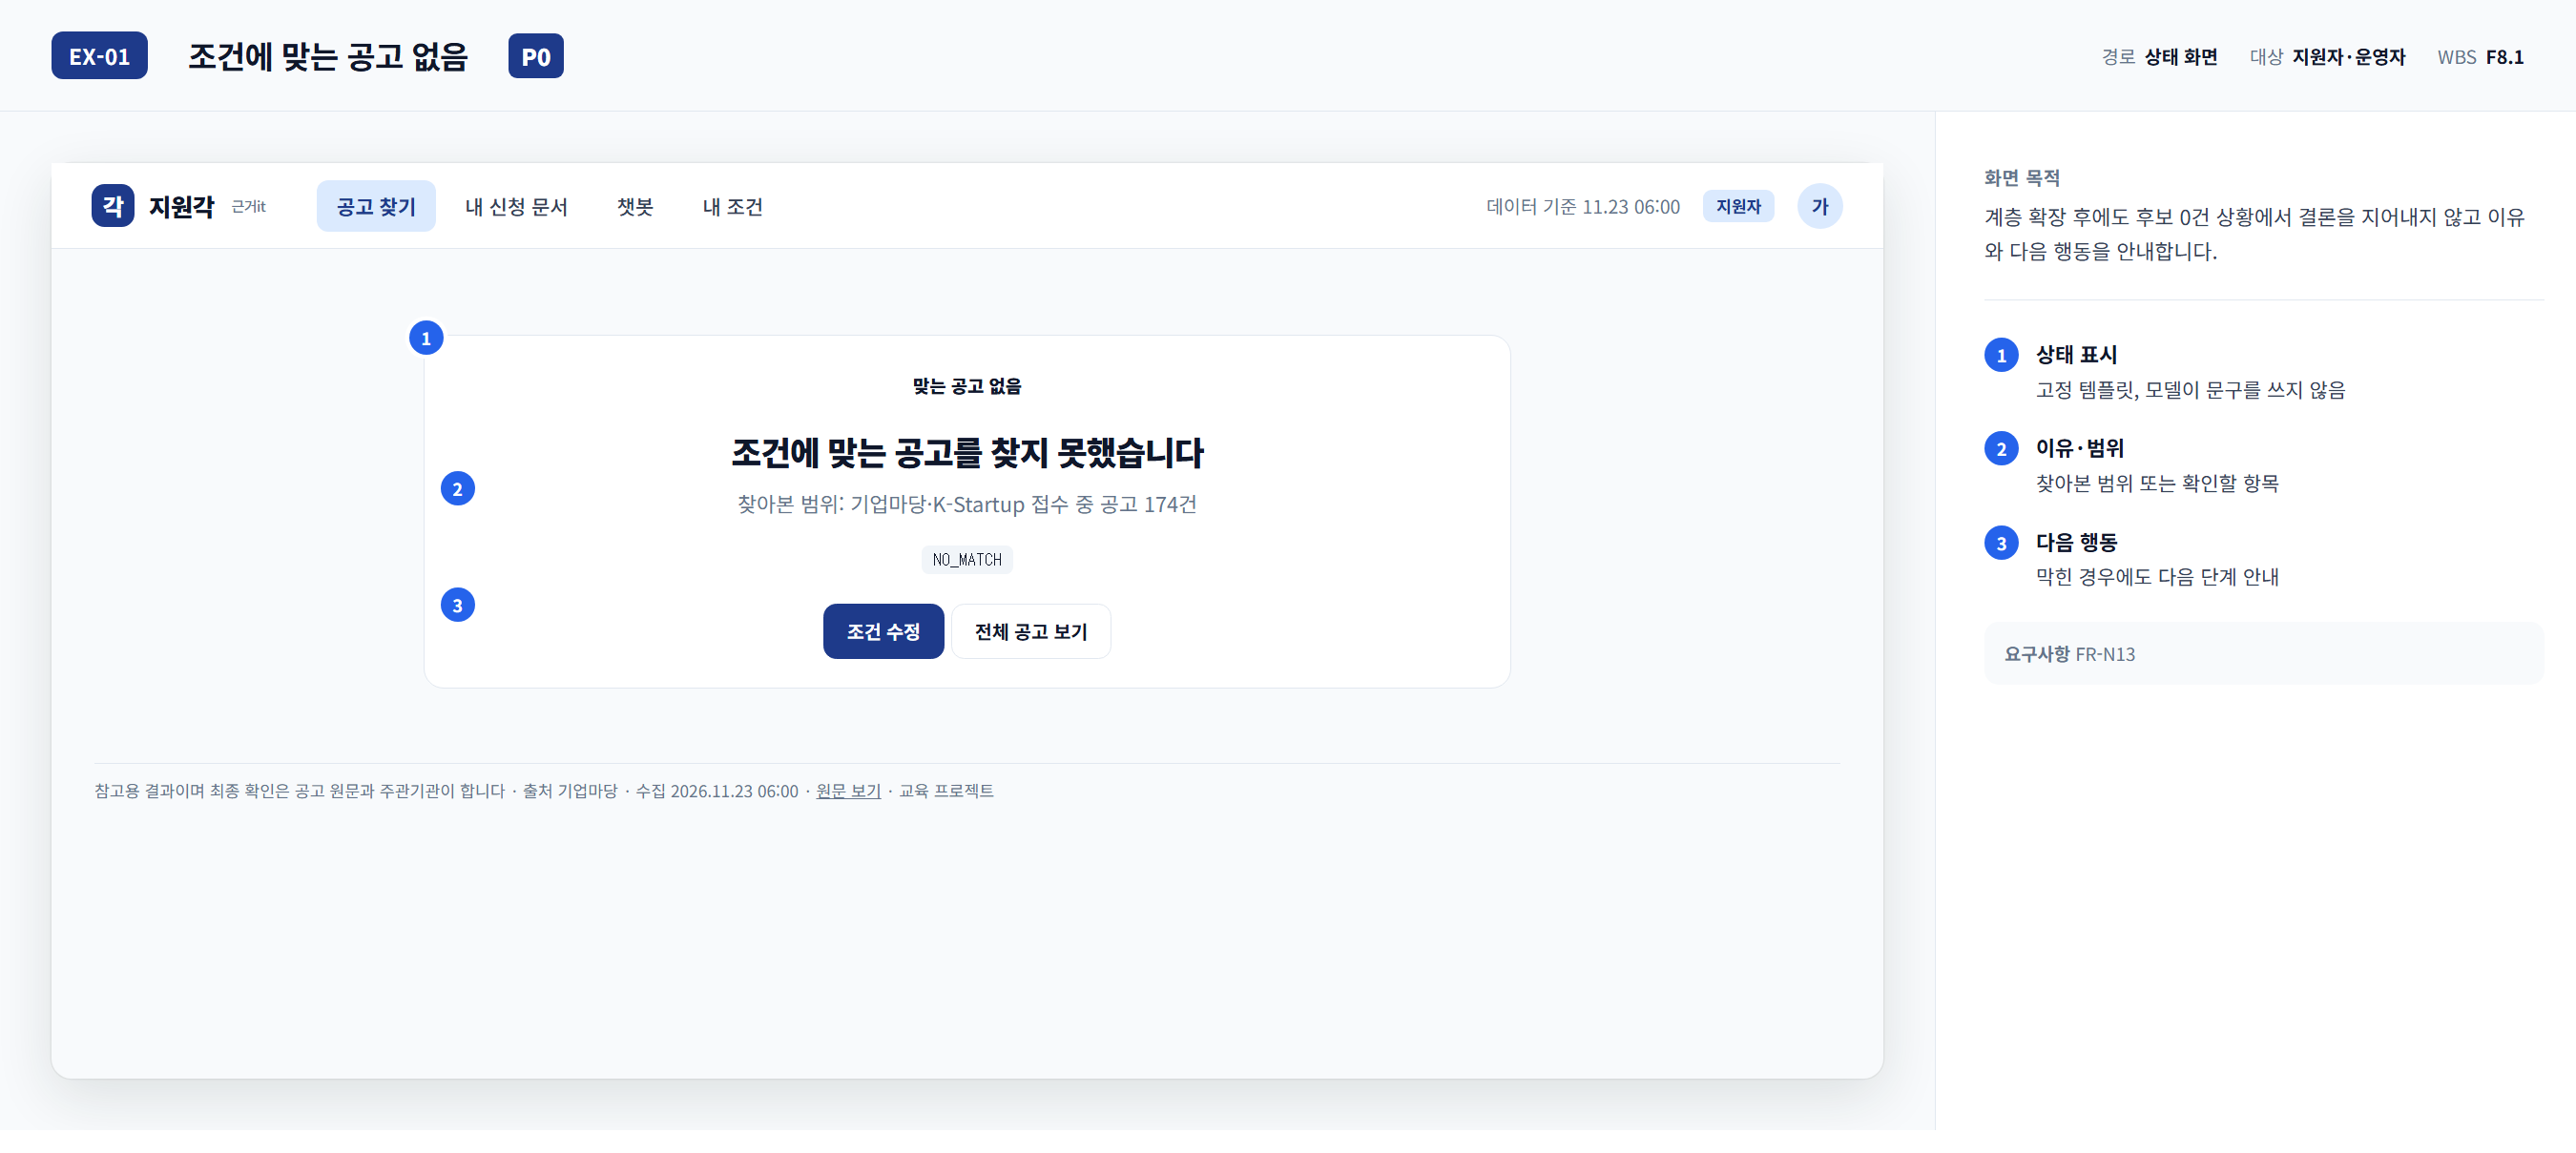 EX-01 조건에 맞는 공고 없음 P0
경로 상태 화면 대상 지원자·운영자 WBS F8.1
각 지원각 근거it 공고 찾기 내 신청 문서 챗봇 내 조건
데이터 기준 11.23 06:00 지원자 가
1
맞는 공고 없음
조건에 맞는 공고를 찾지 못했습니다
2
찾아본 범위: 기업마당·K-Startup 접수 중 공고 174건
NO_MATCH
3
조건 수정 전체 공고 보기
참고용 결과이며 최종 확인은 공고 원문과 주관기관이 합니다 · 출처 기업마당 · 수집 2026.11.23 06:00 · 원문 보기 · 교육 프로젝트
화면 목적
계층 확장 후에도 후보 0건 상황에서 결론을 지어내지 않고 이유
와 다음 행동을 안내합니다.
1 상태 표시
고정 템플릿, 모델이 문구를 쓰지 않음
2 이유·범위
찾아본 범위 또는 확인할 항목
3 다음 행동
막힌 경우에도 다음 단계 안내
요구사항 FR-N13